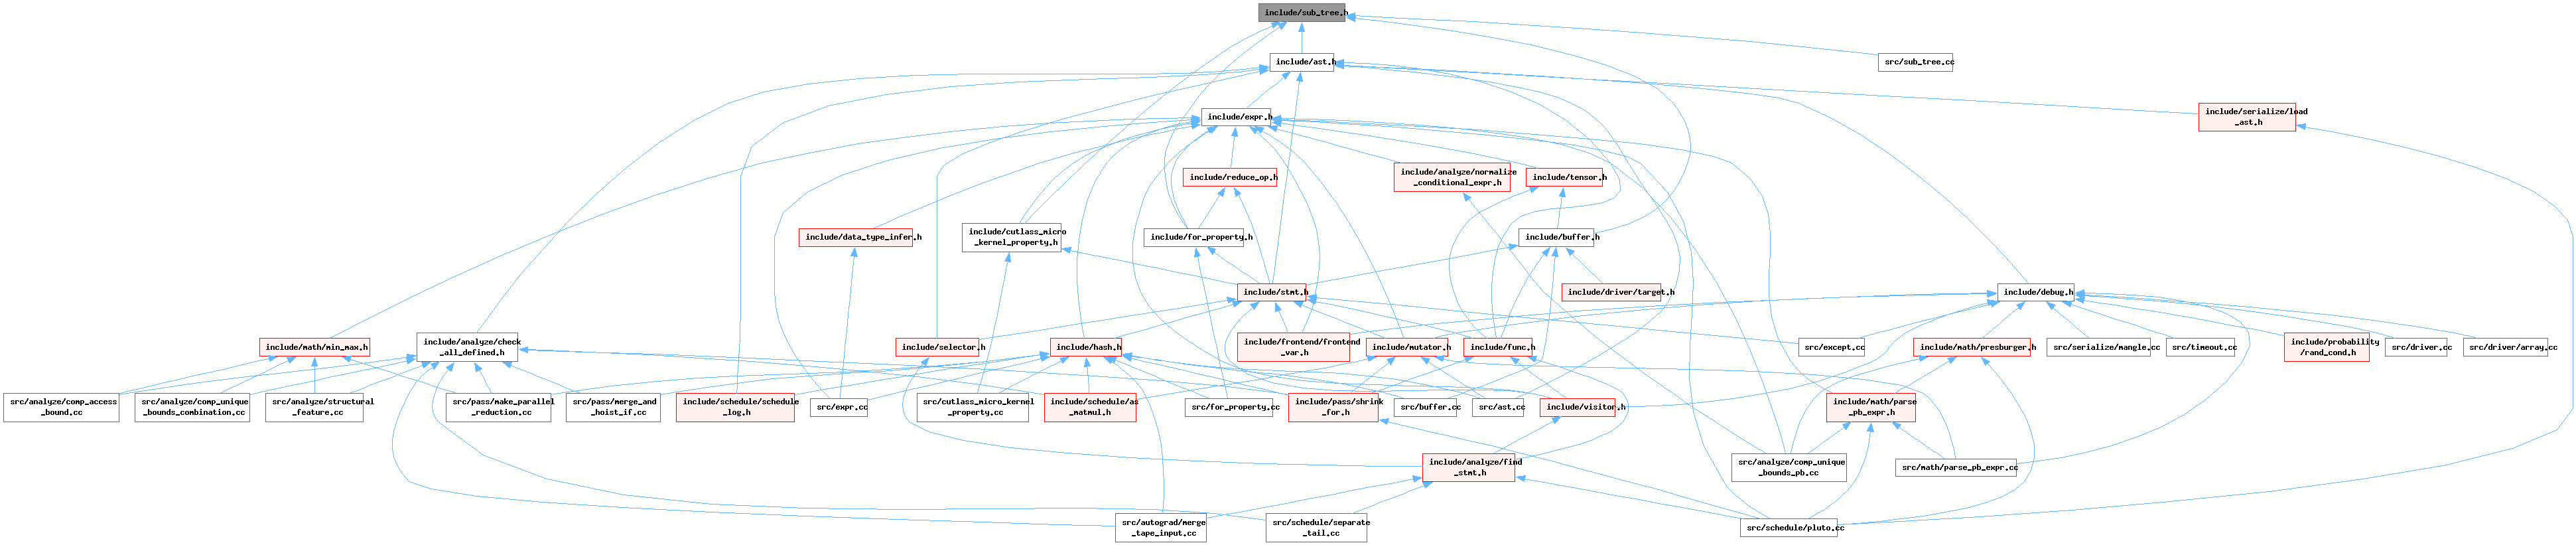 include/sub_tree.h
include/ast.h
src/sub_tree.cc
include/expr.h
include/serialize/load
_ast.h
include/reduce_op.h
include/analyze/normalize
_conditional_expr.h
include/tensor.h
include/data_type_infer.h
include/cutlass_micro
_kernel_property.h
include/for_property.h
include/buffer.h
include/stmt.h
include/driver/target.h
include/debug.h
include/math/min_max.h
include/analyze/check
_all_defined.h
include/selector.h
include/hash.h
include/frontend/frontend
_var.h
include/mutator.h
include/func.h
src/except.cc
include/math/presburger.h
src/serialize/mangle.cc
src/timeout.cc
include/probability
/rand_cond.h
src/driver.cc
src/driver/array.cc
src/analyze/comp_access
_bound.cc
src/analyze/comp_unique
_bounds_combination.cc
src/analyze/structural
_feature.cc
src/pass/make_parallel
_reduction.cc
src/pass/merge_and
_hoist_if.cc
include/schedule/schedule
_log.h
src/expr.cc
src/cutlass_micro_kernel
_property.cc
include/schedule/as
_matmul.h
src/for_property.cc
include/pass/shrink
_for.h
src/buffer.cc
src/ast.cc
include/visitor.h
include/math/parse
_pb_expr.h
include/analyze/find
_stmt.h
src/analyze/comp_unique
_bounds_pb.cc
src/math/parse_pb_expr.cc
src/autograd/merge
_tape_input.cc
src/schedule/separate
_tail.cc
src/schedule/pluto.cc